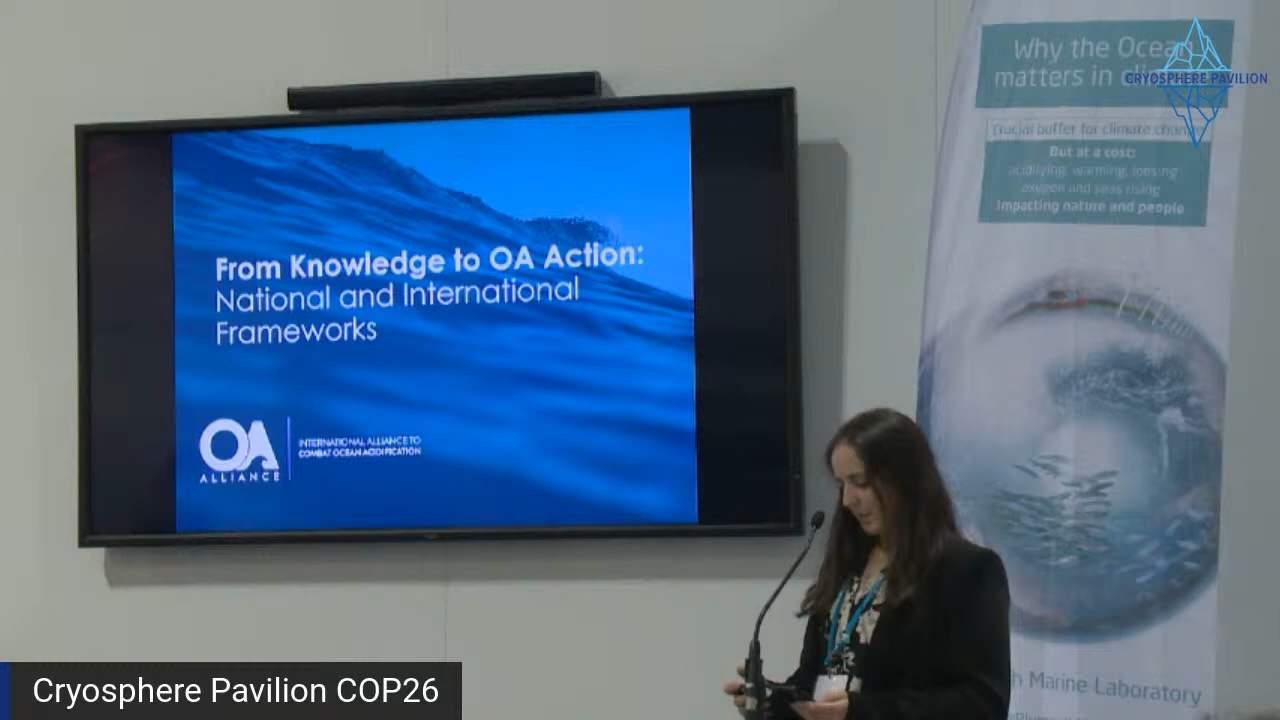 From Knowledge to OA Action:
National and International
Frameworks
OA
ALLIANCE
INTERNATIONAL ALLIANCE TO
COMBAT OCEAN ACIDIFICATION
Why the Ocean
matters in
CRYOSPHERE PAVILION
Crucial buffer for climate change
But at a cost:
acidifying, warming, loosing
oxygen and seas rising
Impacting nature and people
Marine Laboratory
Cryosphere Pavilion COP26